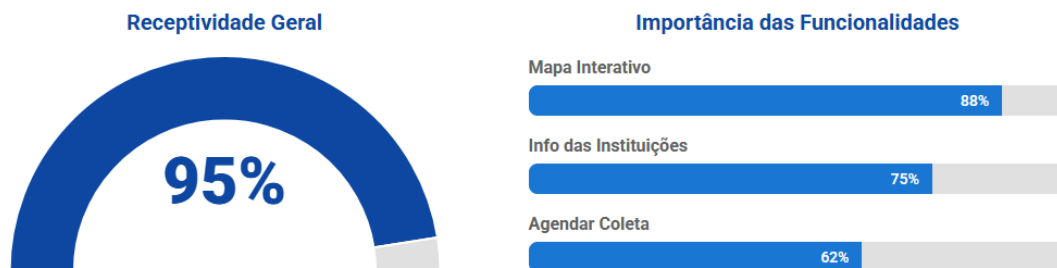 Receptividade Geral
95%
Importância das Funcionalidades
Mapa Interativo
88%
Info das Instituições
75%
Agendar Coleta
62%